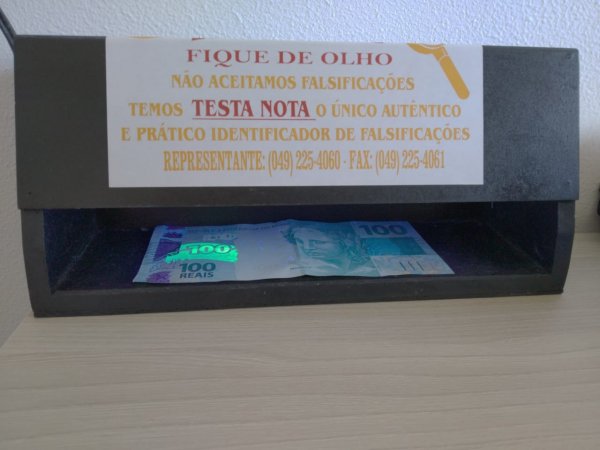 FIQUE DE OLHO
NÃO ACEITAMOS FALSIFICAÇÕES
TEMOS TESTA NOTA O ÚNICO AUTÊNTICO
E PRÁTICO IDENTIFICADOR DE FALSIFICAÇÕES
REPRESENTANTE: (049) 225-4060 - FAX: (049) 225-4061
100
100
100
REAIS